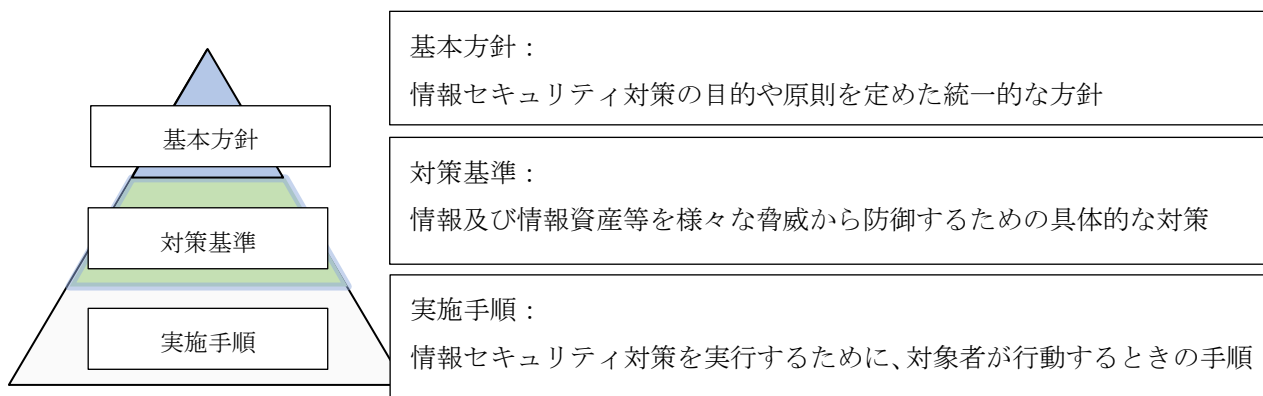 基本方針
対策基準
実施手順
基本方針：
情報セキュリティ対策の目的や原則を定めた統一的な方針
対策基準：
情報及び情報資産等を様々な脅威から防御するための具体的な対策
実施手順：
情報セキュリティ対策を実行するために、対象者が行動するときの手順